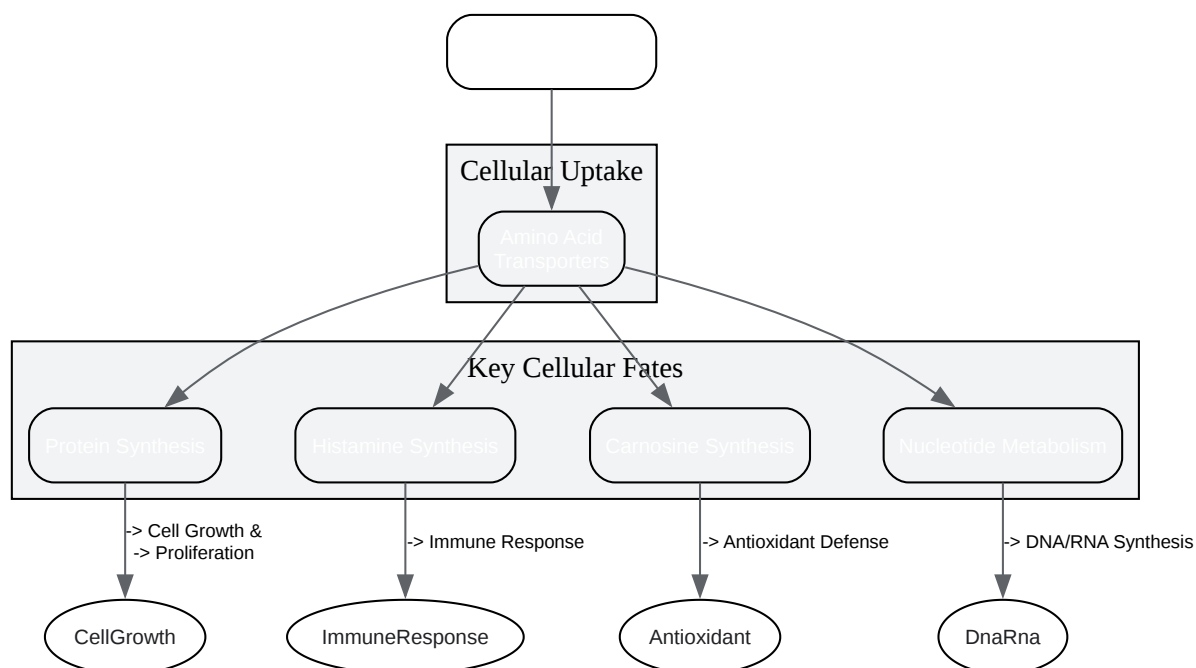 Cellular Uptake
Amino Acid
Transporters
Key Cellular Fates
Protein Synthesis
Histamine Synthesis
Carnosine Synthesis
Nucleotide Metabolism
-> Cell Growth &
-> Proliferation
-> Immune Response
-> Antioxidant Defense
-> DNA/RNA Synthesis
CellGrowth
ImmuneResponse
Antioxidant
DnaRna